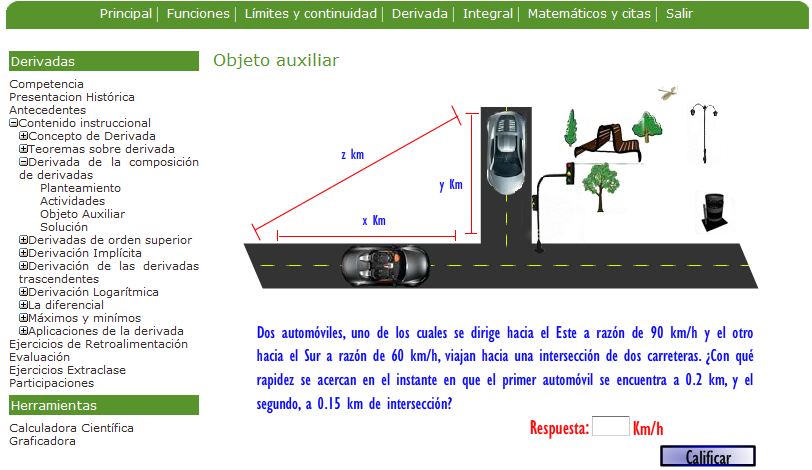 Principal| Funciones| Límites y continuidad| Derivada| Integral| Matemáticos y citas| Salir
Derivadas
Competencia
Presentacion Histórica
Antecedentes
Contenido instruccional
Concepto de Derivada
Teoremas sobre derivada
Derivada de la composición
de derivadas
Planteamiento
Actividades
Objeto Auxiliar
Solución
Derivadas de orden superior
Derivación Implícita
Derivación de las derivadas
trascendentes
Derivación Logarítmica
La diferencial
Máximos y minímos
Aplicaciones de la derivada
Ejercicios de Retroalimentación
Evaluación
Ejercicios Extraclase
Participaciones
Herramientas
Calculadora Científica
Graficadora
Objeto auxiliar
z km
y Km
x Km
Dos automóviles, uno de los cuales se dirige hacia el Este a razón de 90 km/h y el otro
hacia el Sur a razón de 60 km/h, viajan hacia una intersección de dos carreteras. ¿Con qué
rapidez se acercan en el instante en que el primer automóvil se encuentra a 0.2 km, y el
segundo, a 0.15 km de intersección?
Respuesta: Km/h
Calificar